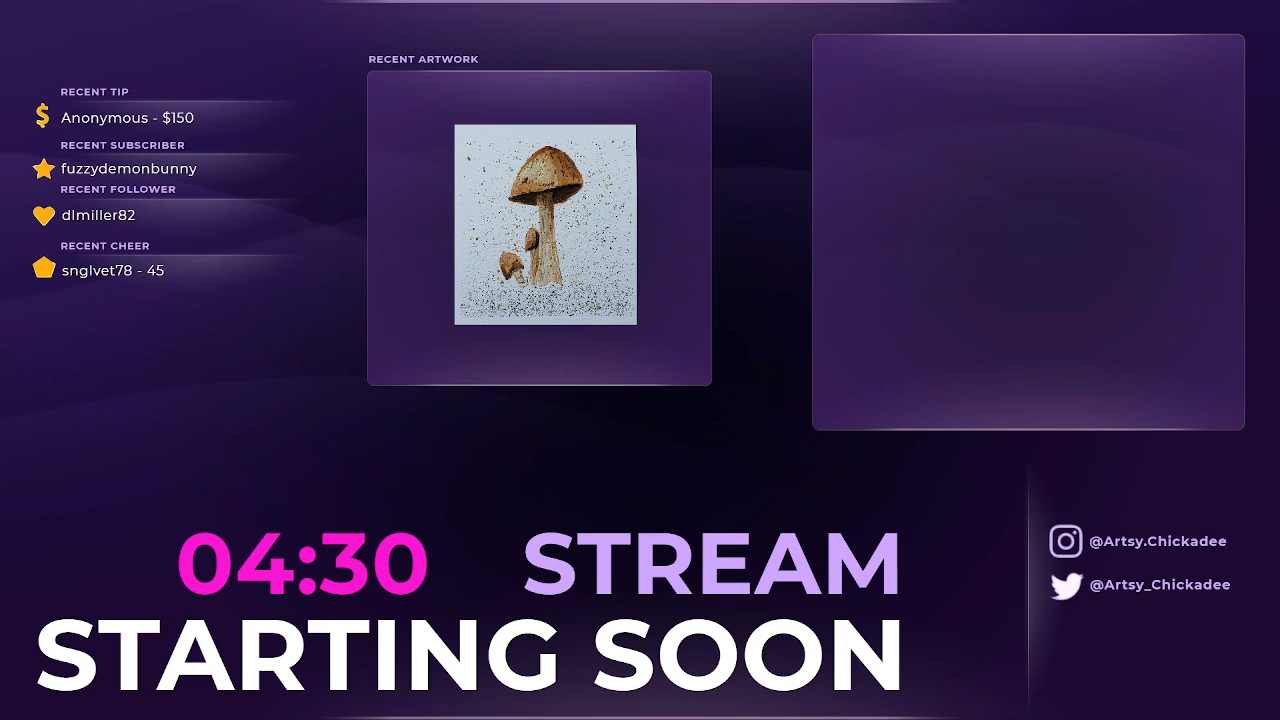 RECENT TIP
Anonymous - $150
RECENT SUBSCRIBER
fuzzydemonbunny
RECENT FOLLOWER
dlmiller82
RECENT CHEER
snglvet78 - 45
RECENT ARTWORK
04:30 STREAM
STARTING SOON
@Artsy.Chickadee
@Artsy_Chickadee